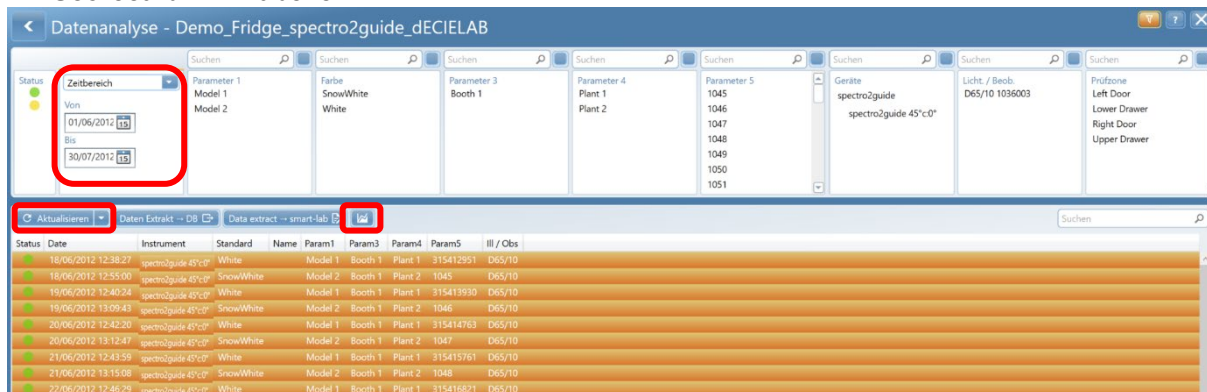 Datenanalyse - Demo_Fridge_spectro2guide_dECIELAB
?
Suchen Suchen Suchen Suchen Suchen Suchen Suchen Suchen
Status
Zeitbereich
Von
01/06/2012 15
Bis
30/07/2012 15
Parameter 1
Model 1
Model 2
Farbe
SnowWhite
White
Parameter 3
Booth 1
Parameter 4
Plant 1
Plant 2
Parameter 5
1045
1046
1047
1048
1049
1050
1051
Geräte
spectro2guide
spectro2guide 45°c:0°
Licht. / Beob.
D65/10 1036003
Prüfzone
Left Door
Lower Drawer
Right Door
Upper Drawer
Aktualisieren Daten Extrakt → DB Data extract → smart-lab Suchen
Status Date Instrument Standard Name Param1 Param3 Param4 Param5 Ill / Obs
18/06/2012 12:38:27 spectro2guide 45°c:0° White Model 1 Booth 1 Plant 1 315412951 D65/10
18/06/2012 12:55:00 spectro2guide 45°c:0° SnowWhite Model 2 Booth 1 Plant 2 1045 D65/10
19/06/2012 12:40:24 spectro2guide 45°c:0° White Model 1 Booth 1 Plant 1 315413930 D65/10
19/06/2012 13:09:43 spectro2guide 45°c:0° SnowWhite Model 2 Booth 1 Plant 2 1046 D65/10
20/06/2012 12:42:20 spectro2guide 45°c:0° White Model 1 Booth 1 Plant 1 315414763 D65/10
20/06/2012 13:12:47 spectro2guide 45°c:0° SnowWhite Model 2 Booth 1 Plant 2 1047 D65/10
21/06/2012 12:43:59 spectro2guide 45°c:0° White Model 1 Booth 1 Plant 1 315415761 D65/10
21/06/2012 13:15:08 spectro2guide 45°c:0° SnowWhite Model 2 Booth 1 Plant 2 1048 D65/10
22/06/2012 12:46:29 spectro2guide 45°c:0° White Model 1 Booth 1 Plant 1 315416821 D65/10